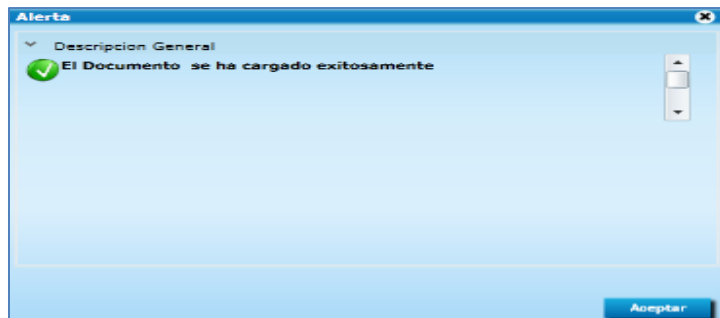 Alerta
Descripcion General
El Documento se ha cargado exitosamente
Aceptar